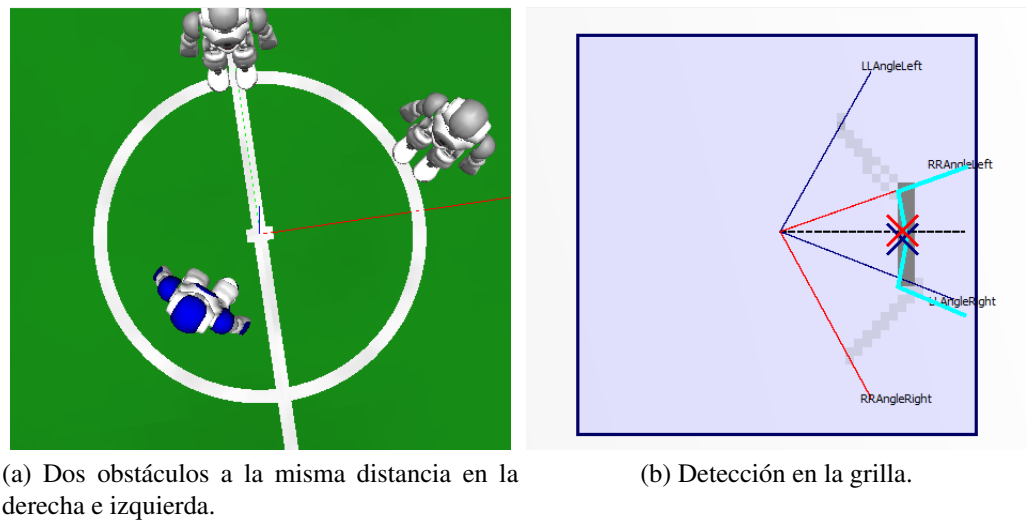 LLAngleLeft
RRAngleLeft
LLAngleRight
RRAngleRight
(a) Dos obstáculos a la misma distancia en la
derecha e izquierda.
(b) Detección en la grilla.